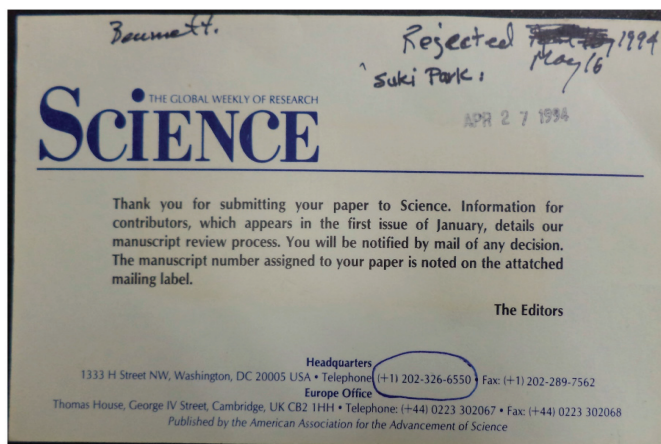 Bennett.
Rejected 1994
May 16
Suki Park:
APR 27 1994
THE GLOBAL WEEKLY OF RESEARCH
SCIENCE
Thank you for submitting your paper to Science. Information for
contributors, which appears in the first issue of January, details our
manuscript review process. You will be notified by mail of any decision.
The manuscript number assigned to your paper is noted on the attatched
mailing label.
The Editors
Headquarters
1333 H Street NW, Washington, DC 20005 USA • Telephone (+1) 202-326-6550 • Fax: (+1) 202-289-7562
Europe Office
Thomas House, George IV Street, Cambridge, UK CB2 1HH • Telephone: (+44) 0223 302067 • Fax: (+44) 0223 302068
Published by the American Association for the Advancement of Science